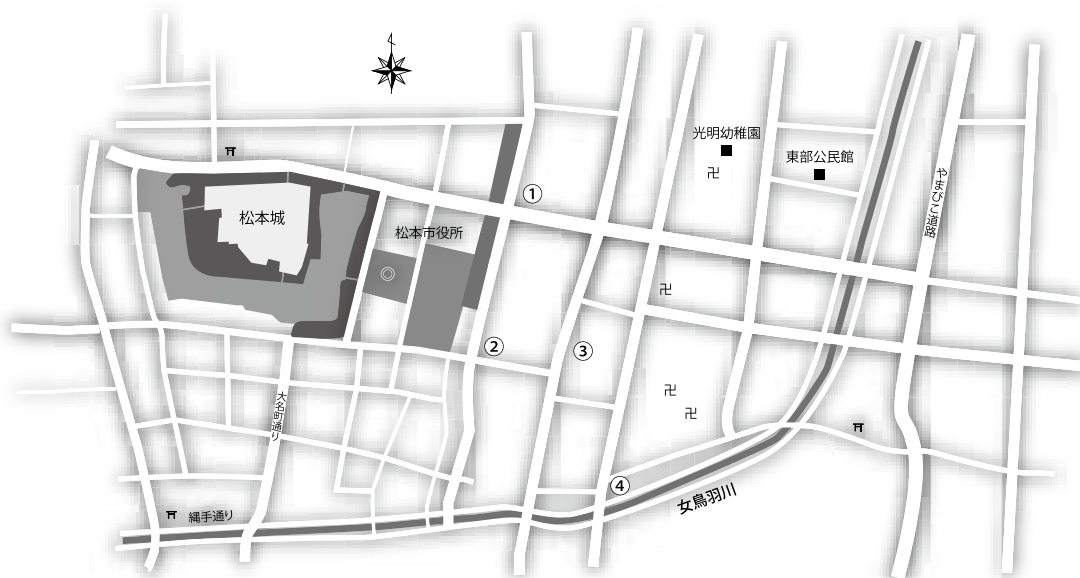 光明幼稚園
東部公民館
やまびこ道路
①
松本城
松本市役所
②
③
大名町通り
④
女鳥羽川
縄手通り